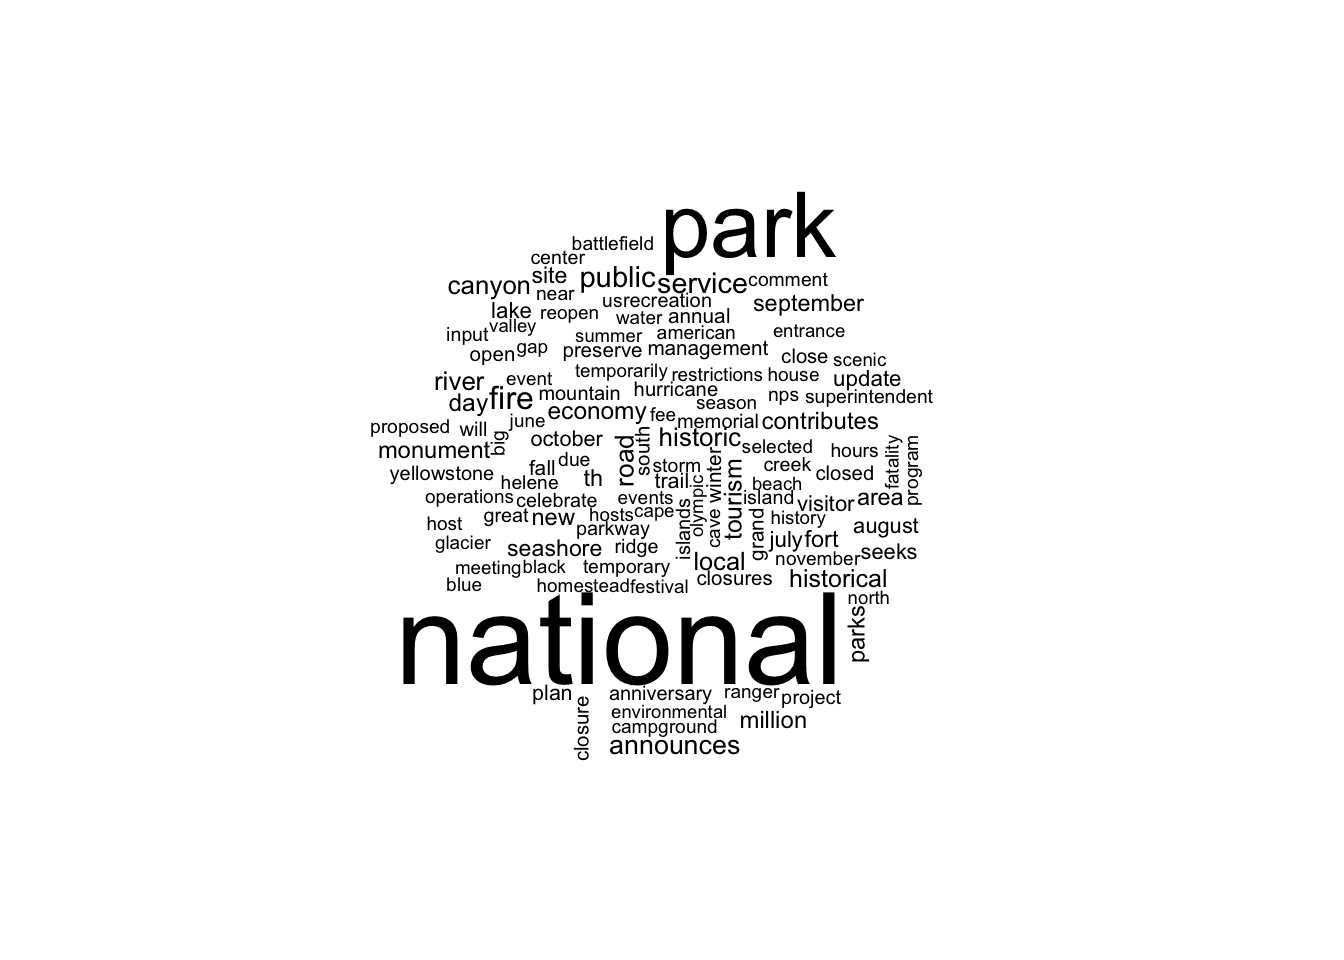 park
battlefield
center
canyon site public service comment
near
usrecreation september
lake reopen water annual
input valley summer american entrance
open gap preserve management close scenic
temporarily restrictions house update
river event
day fire mountain hurricane season nps superintendent
economy fee memorial contributes
proposed will june
big october road south historic selected hours
monument
fatality program
yellowstone fall due storm creek closed
helene th trail olympic winter tourism beach
operations celebrate events island visitor area
great new hosts cape islands cave grand history august
host parkway
glacier seashore ridge july fort
november seeks
meeting black temporary local closures historical
blue homestead festival
north
national parks
plan anniversary ranger project
closure environmental million
campground
announces